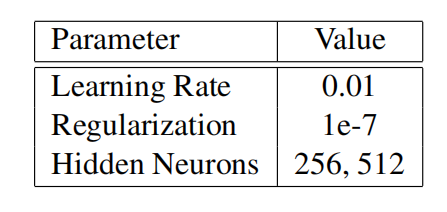 Parameter Value
Learning Rate 0.01
Regularization 1e-7
Hidden Neurons 256, 512